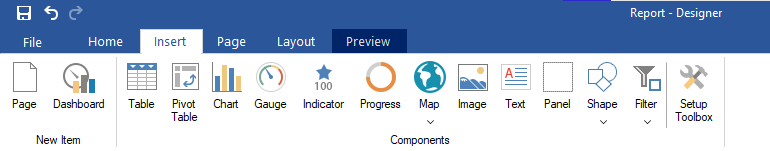 Report - Designer
File Home Insert Page Layout Preview
Page Dashboard Table Pivot Table Chart Gauge Indicator 100 Progress Map Image Text A Panel Shape Filter Setup Toolbox
New Item Components